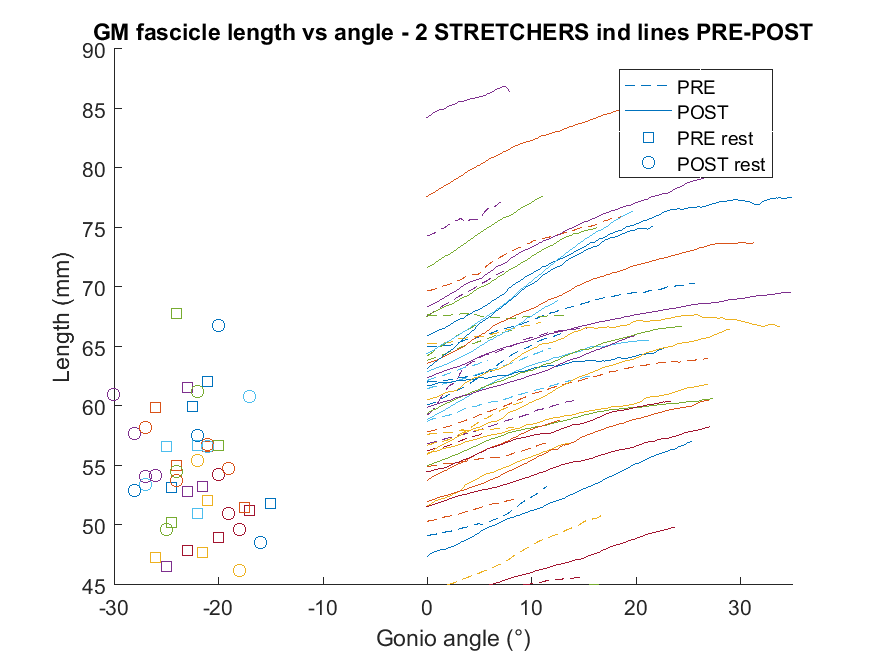 GM fascicle length vs angle - 2 STRETCHERS ind lines PRE-POST
90
85
80
75
70
65
60
55
50
45
Length (mm)
PRE
POST
PRE rest
POST rest
-30
-20
-10
0
10
20
30
Gonio angle (°)